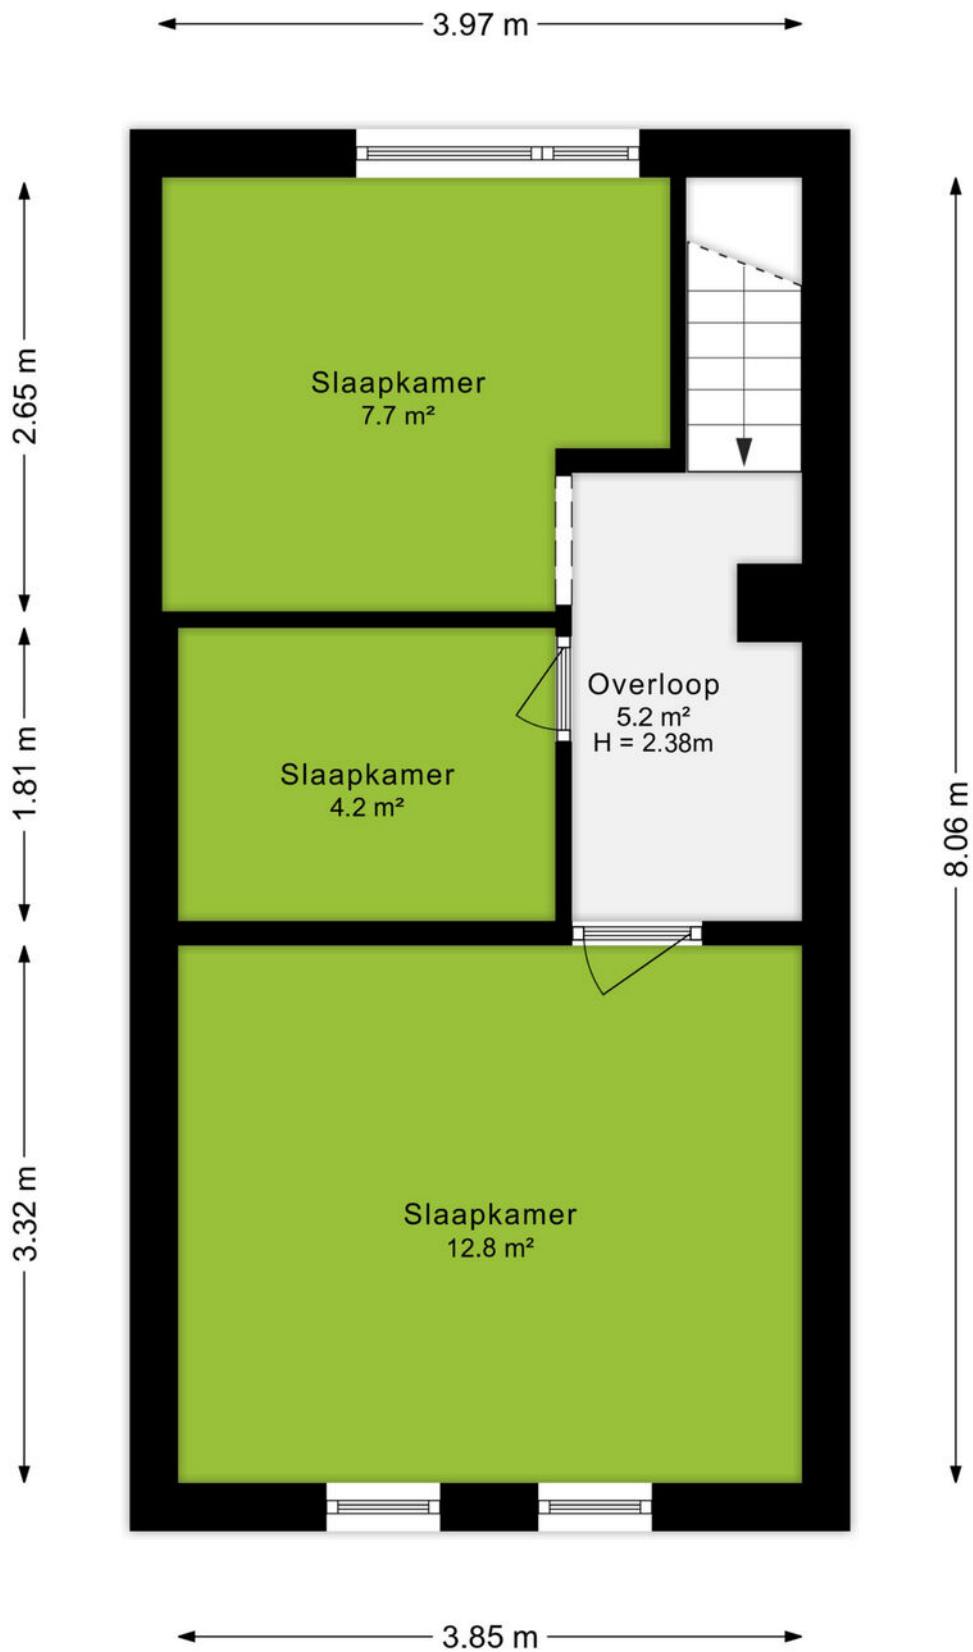 3.97 m
2.65 m
Slaapkamer
7.7 m²
Overloop
5.2 m²
H = 2.38m
1.81 m
Slaapkamer
4.2 m²
8.06 m
3.32 m
Slaapkamer
12.8 m²
3.85 m